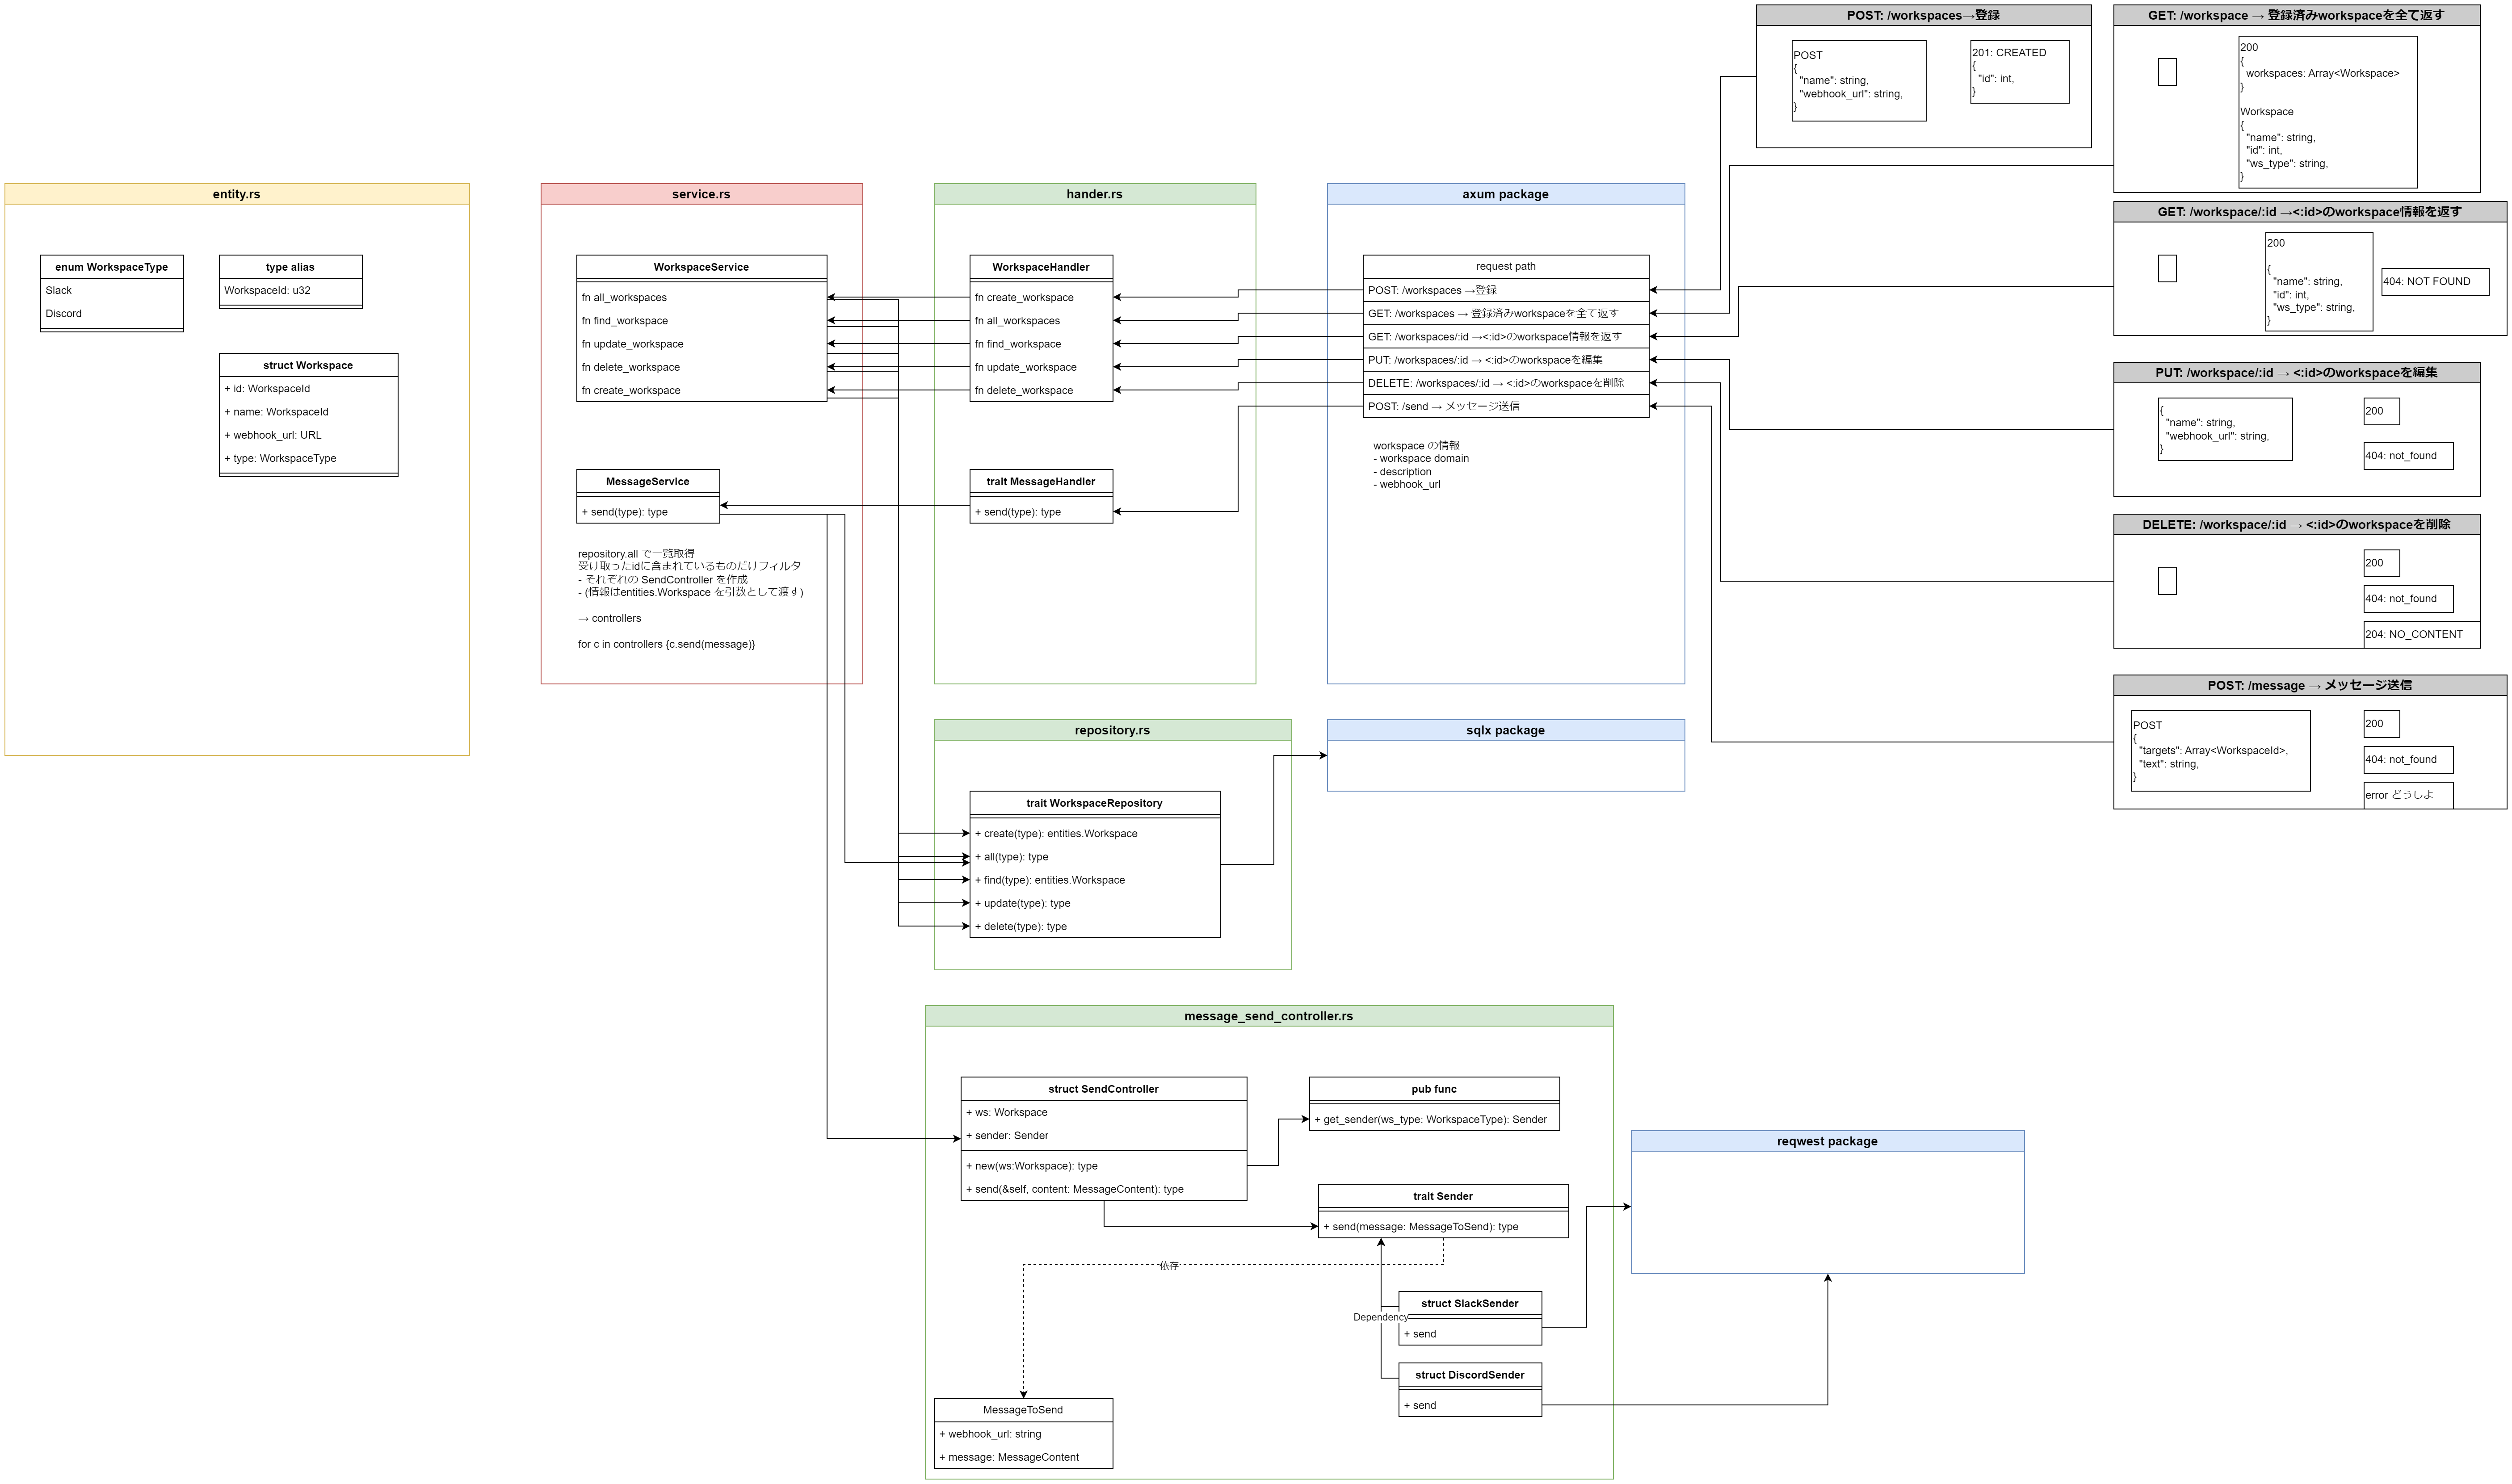 POST: /workspaces→登録
POST
{
"name": string,
"webhook_url": string,
}
201: CREATED
{
"id": int,
}
GET: /workspace → 登録済みworkspaceを全て返す
200
{
workspaces: Array<Workspace>
}
Workspace
{
"name": string,
"id": int,
"ws_type": string,
}
entity.rs
enum WorkspaceType
Slack
Discord
type alias
WorkspaceId: u32
struct Workspace
+ id: WorkspaceId
+ name: WorkspaceId
+ webhook_url: URL
+ type: WorkspaceType
service.rs
WorkspaceService
fn all_workspaces
fn find_workspace
fn update_workspace
fn delete_workspace
fn create_workspace
MessageService
+ send(type): type
repository.all で一覧取得
受け取ったidに含まれているものだけフィルタ
- それぞれの SendController を作成
- (情報はentities.Workspace を引数として渡す)
→ controllers
for c in controllers {c.send(message)}
hander.rs
WorkspaceHandler
fn create_workspace
fn all_workspaces
fn find_workspace
fn update_workspace
fn delete_workspace
trait MessageHandler
+ send(type): type
axum package
request path
POST: /workspaces →登録
GET: /workspaces → 登録済みworkspaceを全て返す
GET: /workspaces/:id →<:id>のworkspace情報を返す
PUT: /workspaces/:id → <:id>のworkspaceを編集
DELETE: /workspaces/:id → <:id>のworkspaceを削除
POST: /send → メッセージ送信
workspace の情報
- workspace domain
- description
- webhook_url
GET: /workspace/:id →<:id>のworkspace情報を返す
200
{
"name": string,
"id": int,
"ws_type": string,
}
404: NOT FOUND
PUT: /workspace/:id → <:id>のworkspaceを編集
{
"name": string,
"webhook_url": string,
}
200
404: not_found
DELETE: /workspace/:id → <:id>のworkspaceを削除
200
404: not_found
204: NO_CONTENT
POST: /message → メッセージ送信
POST
{
"targets": Array<WorkspaceId>,
"text": string,
}
200
404: not_found
error どうしよ
repository.rs
trait WorkspaceRepository
+ create(type): entities.Workspace
+ all(type): type
+ find(type): entities.Workspace
+ update(type): type
+ delete(type): type
sqlx package
message_send_controller.rs
struct SendController
+ ws: Workspace
+ sender: Sender
+ new(ws:Workspace): type
+ send(&self, content: MessageContent): type
pub func
+ get_sender(ws_type: WorkspaceType): Sender
trait Sender
+ send(message: MessageToSend): type
依存
Dependency
struct SlackSender
+ send
struct DiscordSender
+ send
MessageToSend
+ webhook_url: string
+ message: MessageContent
reqwest package